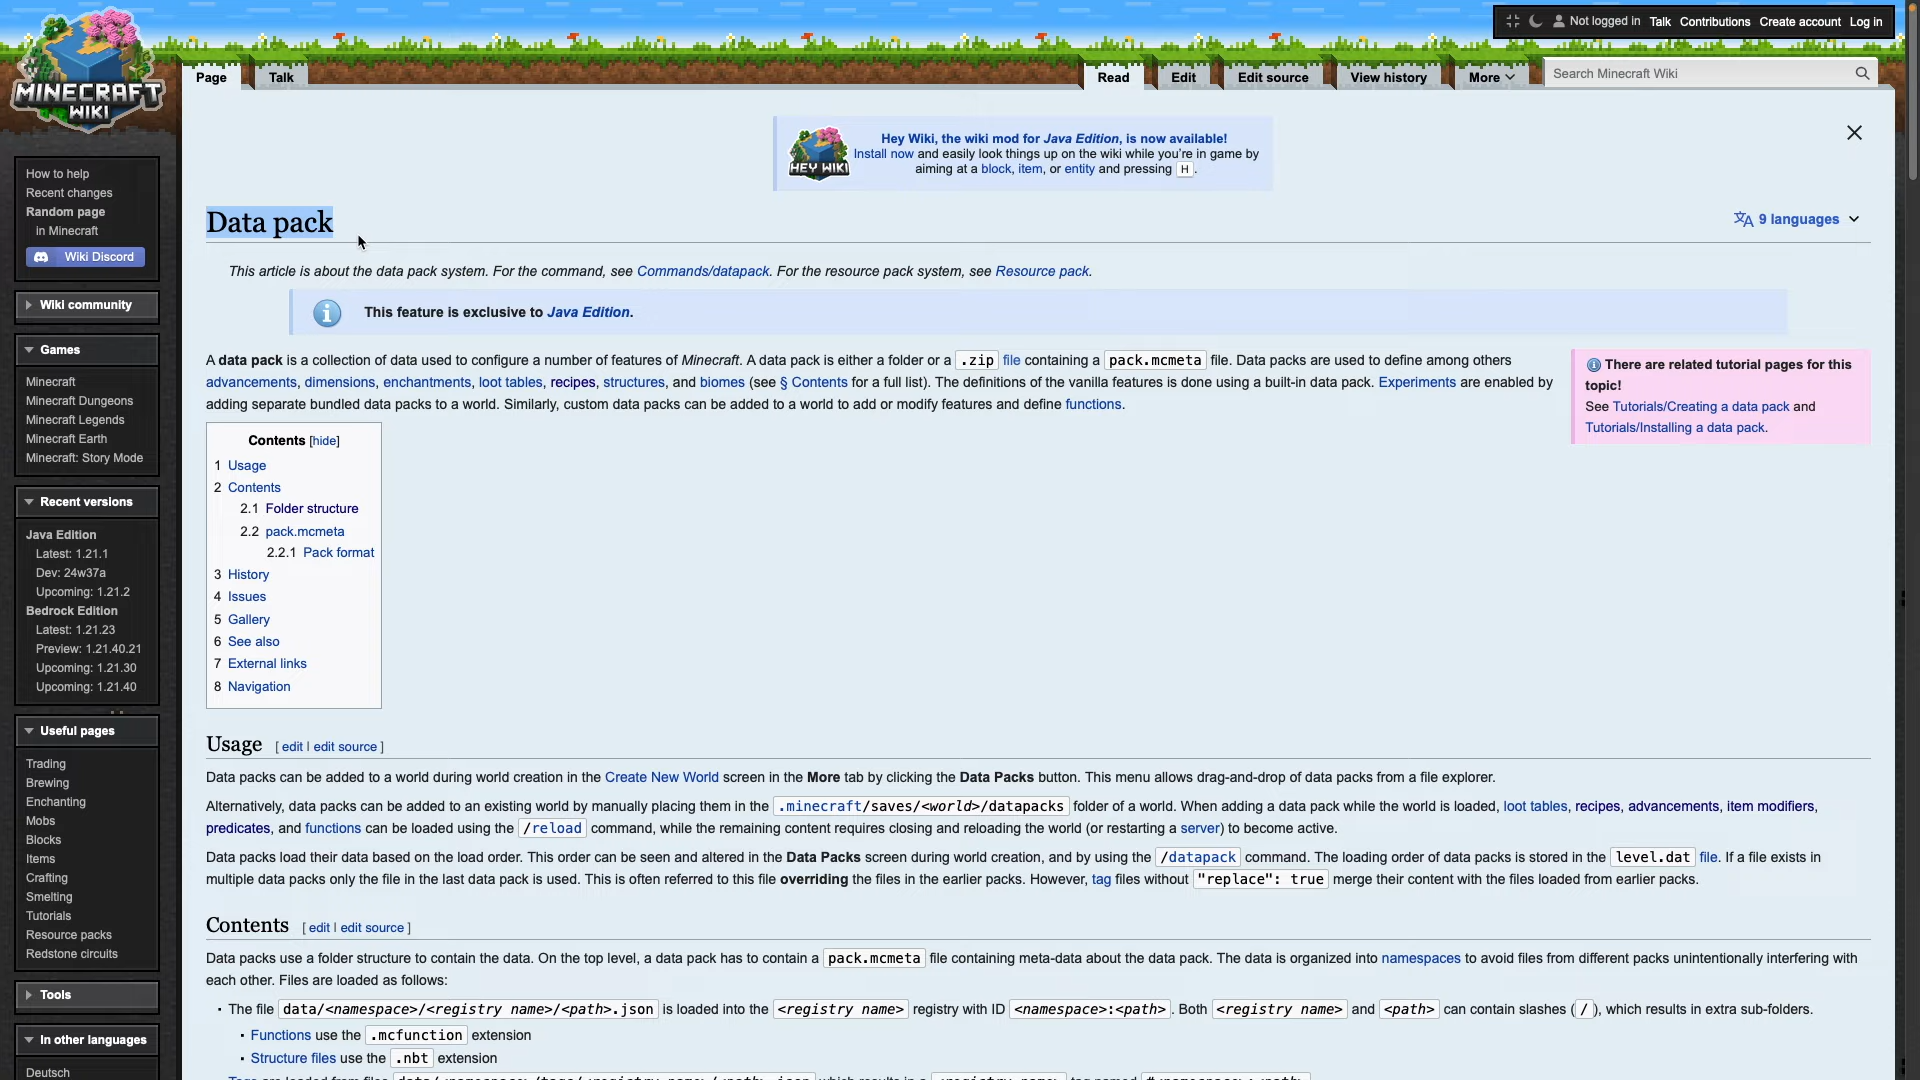 Not logged in Talk Contributions Create account Log in
MINECRAFT
WIKI
Page Talk Read Edit Edit source View history More Search Minecraft Wiki
How to help
Recent changes
Random page
in Minecraft
Wiki Discord
Wiki community
Games
Minecraft
Minecraft Dungeons
Minecraft Legends
Minecraft Earth
Minecraft: Story Mode
Recent versions
Java Edition
Latest: 1.21.1
Dev: 24w37a
Upcoming: 1.21.2
Bedrock Edition
Latest: 1.21.23
Preview: 1.21.40.21
Upcoming: 1.21.30
Upcoming: 1.21.40
Useful pages
Trading
Brewing
Enchanting
Mobs
Blocks
Items
Crafting
Smelting
Tutorials
Resource packs
Redstone circuits
Tools
In other languages
Deutsch
HEY WIKI
Hey Wiki, the wiki mod for Java Edition, is now available!
Install now and easily look things up on the wiki while you're in game by
aiming at a block, item, or entity and pressing H.
Data pack
9 languages
This article is about the data pack system. For the command, see Commands/datapack. For the resource pack system, see Resource pack.
This feature is exclusive to Java Edition.
A data pack is a collection of data used to configure a number of features of Minecraft. A data pack is either a folder or a .zip file containing a pack.mcmeta file. Data packs are used to define among others
advancements, dimensions, enchantments, loot tables, recipes, structures, and biomes (see § Contents for a full list). The definitions of the vanilla features is done using a built-in data pack. Experiments are enabled by
adding separate bundled data packs to a world. Similarly, custom data packs can be added to a world to add or modify features and define functions.
There are related tutorial pages for this
topic!
See Tutorials/Creating a data pack and
Tutorials/Installing a data pack.
Contents [hide]
1 Usage
2 Contents
2.1 Folder structure
2.2 pack.mcmeta
2.2.1 Pack format
3 History
4 Issues
5 Gallery
6 See also
7 External links
8 Navigation
Usage [ edit | edit source ]
Data packs can be added to a world during world creation in the Create New World screen in the More tab by clicking the Data Packs button. This menu allows drag-and-drop of data packs from a file explorer.
Alternatively, data packs can be added to an existing world by manually placing them in the .minecraft/saves/<world>/datapacks folder of a world. When adding a data pack while the world is loaded, loot tables, recipes, advancements, item modifiers,
predicates, and functions can be loaded using the /reload command, while the remaining content requires closing and reloading the world (or restarting a server) to become active.
Data packs load their data based on the load order. This order can be seen and altered in the Data Packs screen during world creation, and by using the /datapack command. The loading order of data packs is stored in the level.dat file. If a file exists in
multiple data packs only the file in the last data pack is used. This is often referred to this file overriding the files in the earlier packs. However, tag files without "replace": true merge their content with the files loaded from earlier packs.
Contents [ edit | edit source ]
Data packs use a folder structure to contain the data. On the top level, a data pack has to contain a pack.mcmeta file containing meta-data about the data pack. The data is organized into namespaces to avoid files from different packs unintentionally interfering with
each other. Files are loaded as follows:
• The file data/<namespace>/<registry name>/<path>.json is loaded into the <registry name> registry with ID <namespace>:<path>. Both <registry name> and <path> can contain slashes (/), which results in extra sub-folders.
• Functions use the .mcfunction extension
• Structure files use the .nbt extension